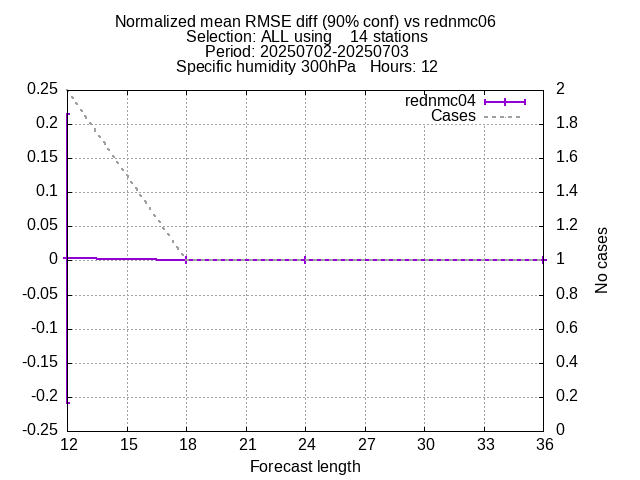 Normalized mean RMSE diff (90% conf) vs rednmc06
Selection: ALL using    14 stations
Period: 20250702-20250703
Specific humidity 300hPa   Hours: 12
rednmc04
Cases
0.25
0.2
0.15
0.1
0.05
0
-0.05
-0.1
-0.15
-0.2
-0.25
2
1.8
1.6
1.4
1.2
1
0.8
0.6
0.4
0.2
0
No cases
12 15 18 21 24 27 30 33 36
Forecast length